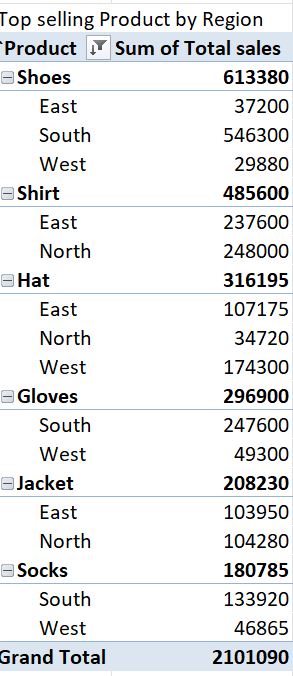 Top selling Product by Region
Product Sum of Total sales
Shoes 613380
East 37200
South 546300
West 29880
Shirt 485600
East 237600
North 248000
Hat 316195
East 107175
North 34720
West 174300
Gloves 296900
South 247600
West 49300
Jacket 208230
East 103950
North 104280
Socks 180785
South 133920
West 46865
Grand Total 2101090